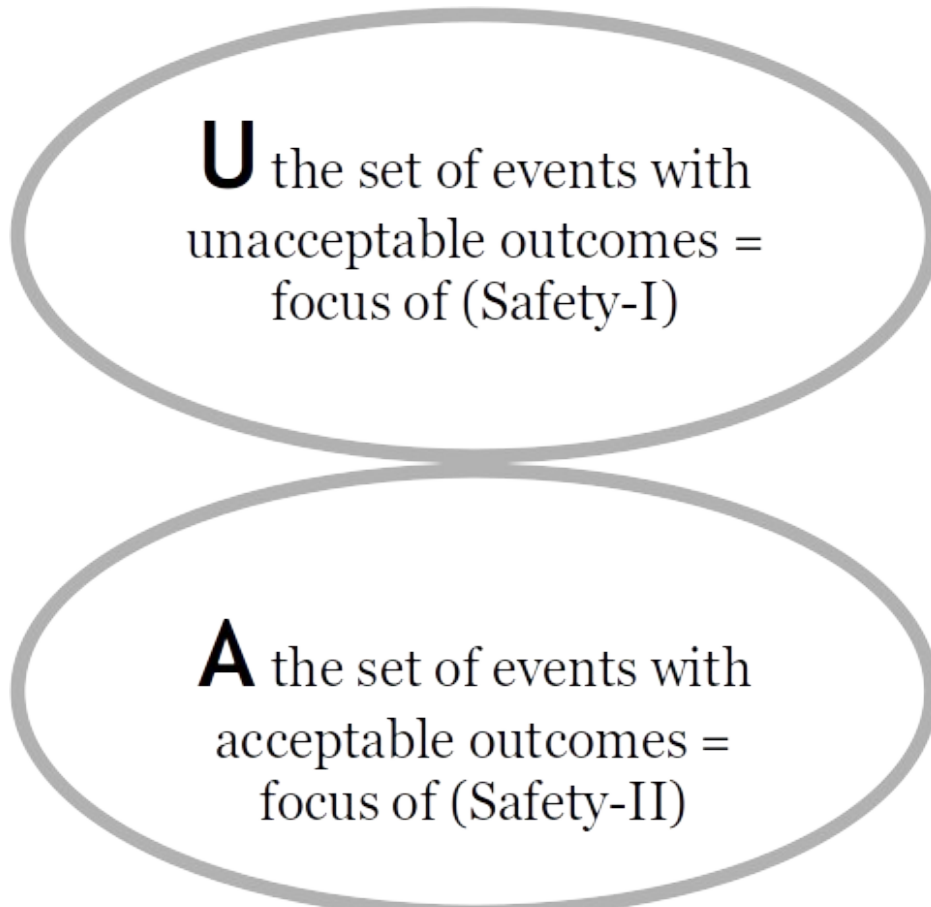 U the set of events with
unacceptable outcomes =
focus of (Safety-I)
A the set of events with
acceptable outcomes =
focus of (Safety-II)